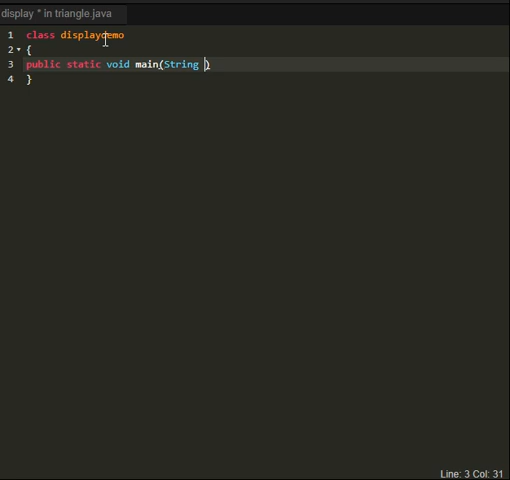 display * in triangle.java
1 class displaydemo
2 {
3 public static void main(String )
4 }
Line: 3 Col: 31